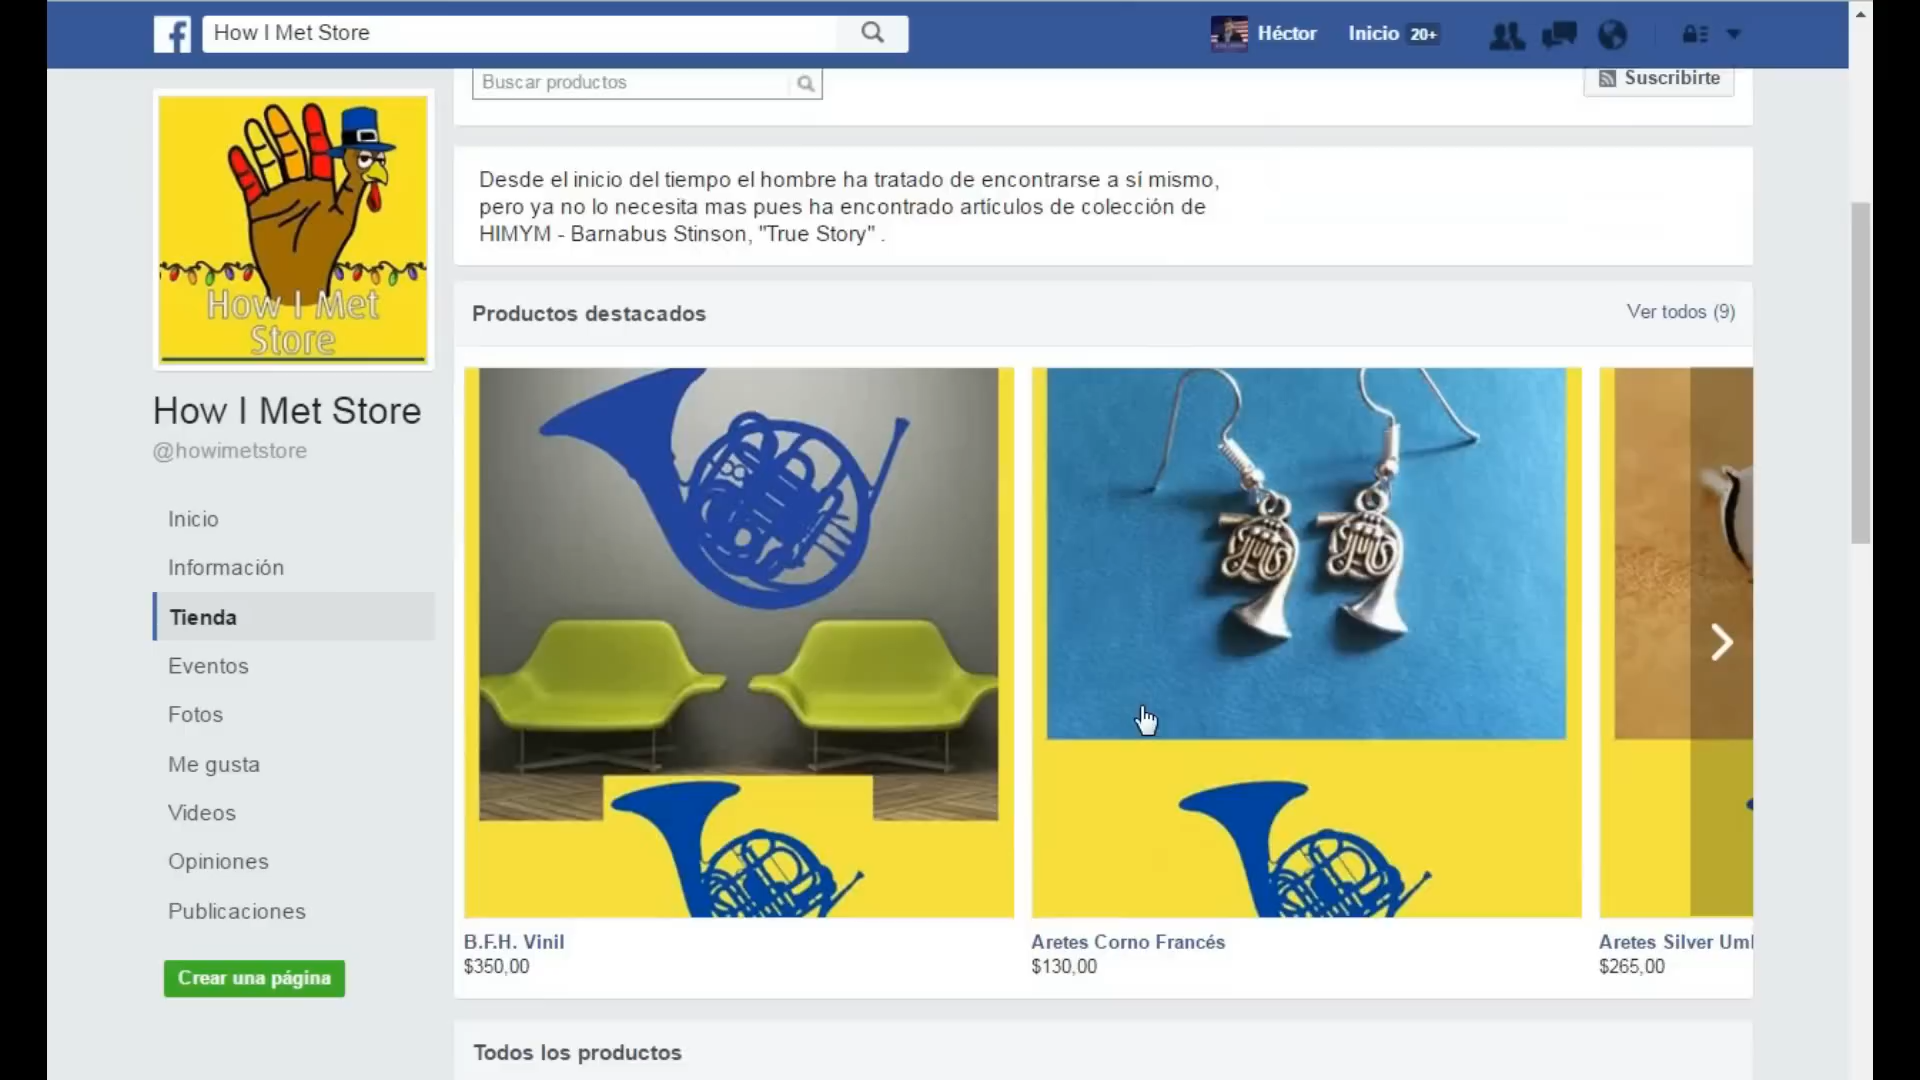 How I Met Store
Héctor
Inicio 20+
Buscar productos
Suscribirte
How I Met
Store
How I Met Store
@howimetstore
Inicio
Información
Tienda
Eventos
Fotos
Me gusta
Videos
Opiniones
Publicaciones
Crear una página
Desde el inicio del tiempo el hombre ha tratado de encontrarse a sí mismo,
pero ya no lo necesita mas pues ha encontrado artículos de colección de
HIMYM - Barnabus Stinson, "True Story" .
Productos destacados
Ver todos (9)
B.F.H. Vinil
$350,00
Aretes Corno Francés
$130,00
Aretes Silver
$265,00
Todos los productos